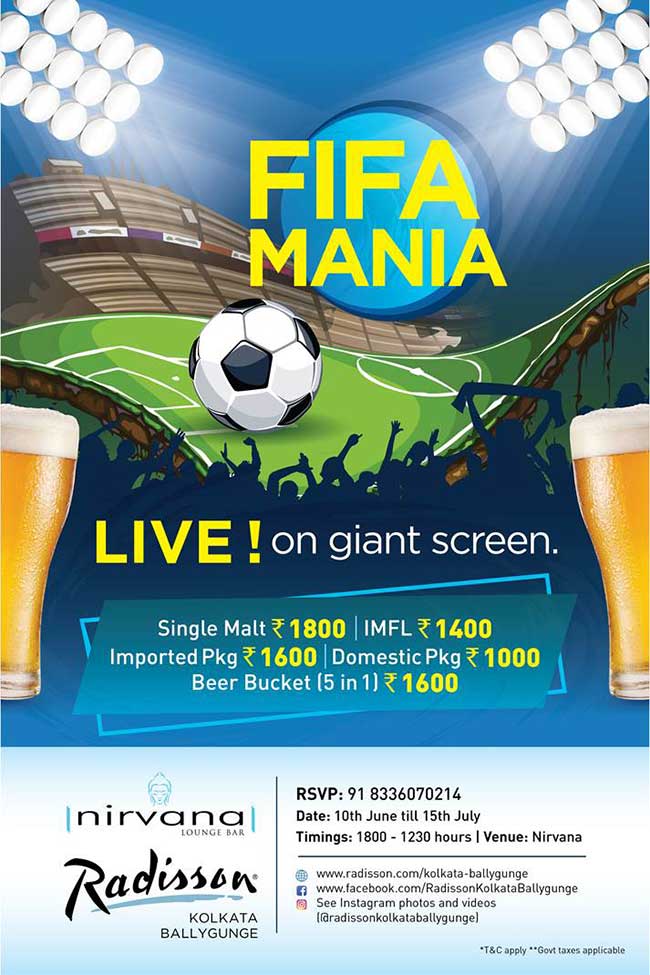 FIFA
MANIA
LIVE ! on giant screen.
Single Malt ₹ 1800 | IMFL ₹ 1400
Imported Pkg ₹ 1600 | Domestic Pkg ₹ 1000
Beer Bucket (5 in 1) ₹ 1600
nirvana
LOUNGE BAR
Radisson®
KOLKATA
BALLYGUNGE
RSVP: 91 8336070214
Date: 10th June till 15th July
Timings: 1800 - 1230 hours | Venue: Nirvana
www.radisson.com/kolkata-ballygunge
www.facebook.com/RadissonKolkataBallygunge
See Instagram photos and videos
(@radissonkolkataballygunge)
*T&C apply **Govt taxes applicable